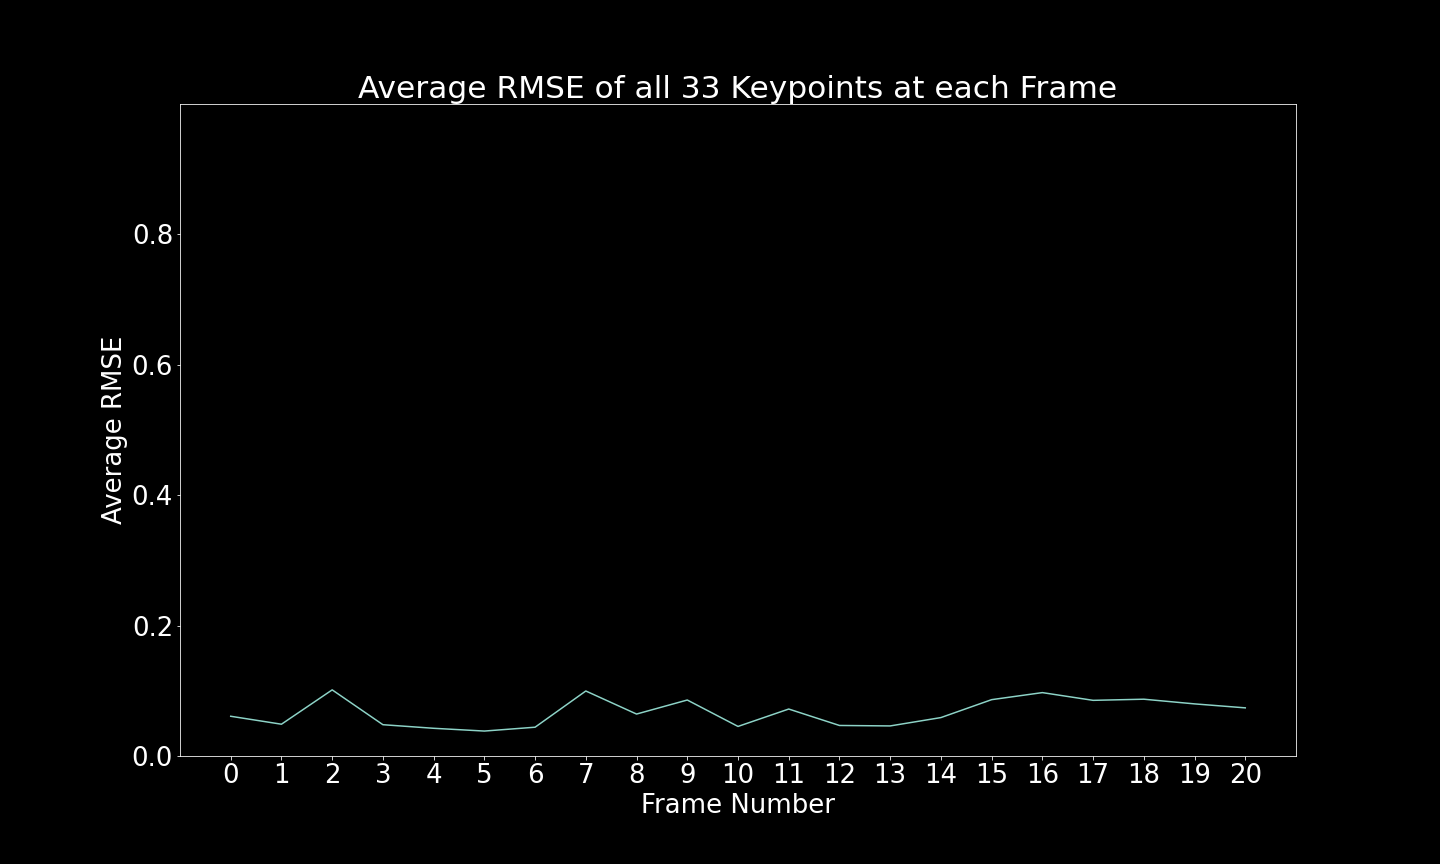 Average RMSE of all 33 Keypoints at each Frame
0.8
0.6
0.4
0.2
0.0
Average RMSE
0 1 2 3 4 5 6 7 8 9 10 11 12 13 14 15 16 17 18 19 20
Frame Number